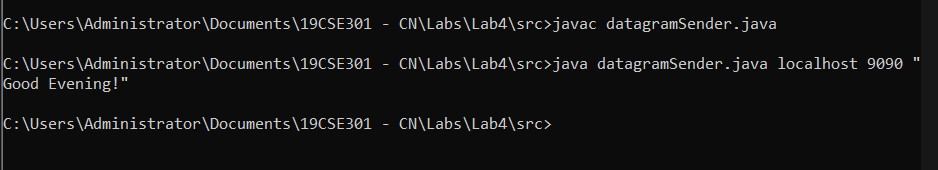 C:\Users\Administrator\Documents\19CSE301 - CN\Labs\Lab4\src>javac datagramSender.java
C:\Users\Administrator\Documents\19CSE301 - CN\Labs\Lab4\src>java datagramSender.java localhost 9090 "
Good Evening!"
C:\Users\Administrator\Documents\19CSE301 - CN\Labs\Lab4\src>